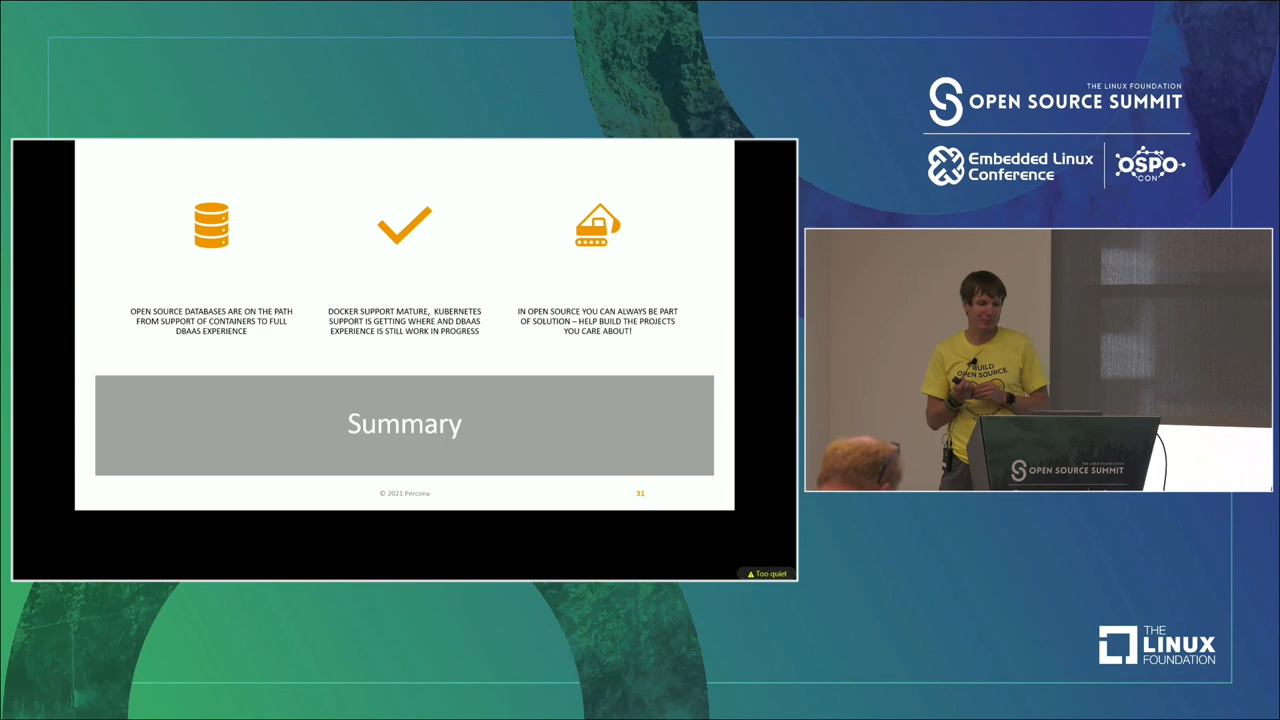 THE LINUX FOUNDATION
OPEN SOURCE SUMMIT
Embedded Linux
Conference
OSPO
CON
OPEN SOURCE DATABASES ARE ON THE PATH
FROM SUPPORT OF CONTAINERS TO FULL
DBAAS EXPERIENCE
DOCKER SUPPORT MATURE, KUBERNETES
SUPPORT IS GETTING WHERE AND DBAAS
EXPERIENCE IS STILL WORK IN PROGRESS
IN OPEN SOURCE YOU CAN ALWAYS BE PART
OF SOLUTION – HELP BUILD THE PROJECTS
YOU CARE ABOUT!
Summary
© 2021 Percona
31
Too quiet
BUILD
OPEN SOURCE
THE LINUX FOUNDATION
OPEN SOURCE SUMMIT
THE
LINUX
FOUNDATION